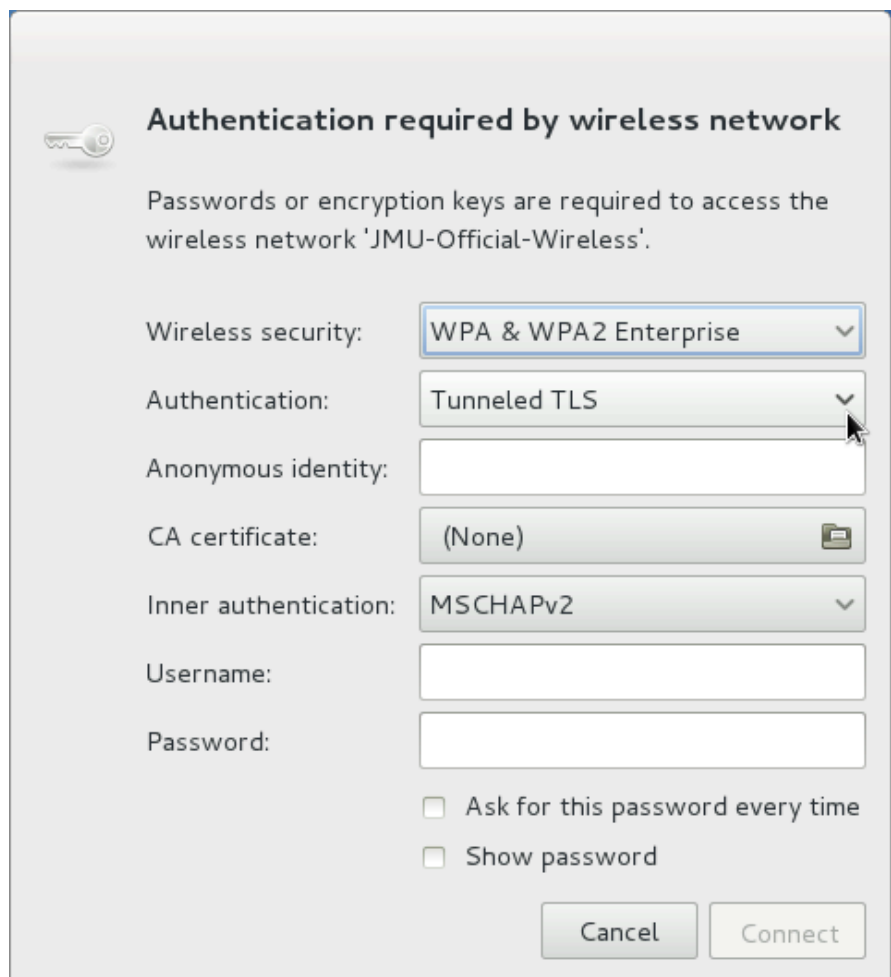 Authentication required by wireless network
Passwords or encryption keys are required to access the
wireless network 'JMU-Official-Wireless'.
Wireless security: WPA & WPA2 Enterprise
Authentication: Tunneled TLS
Anonymous identity:
CA certificate: (None)
Inner authentication: MSCHAPv2
Username:
Password:
Ask for this password every time
Show password
Cancel Connect